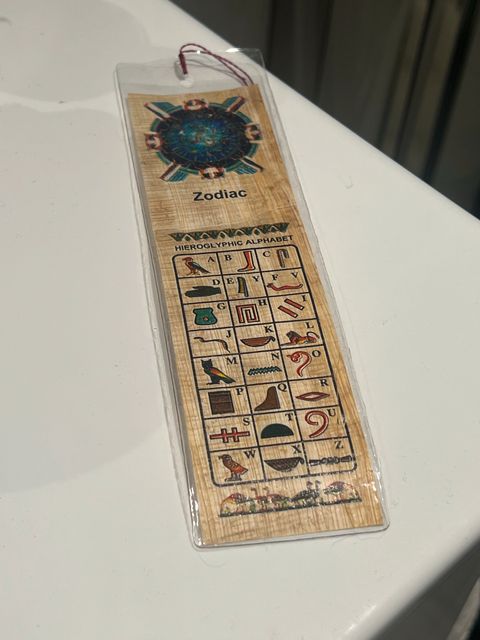 Zodiac
HIEROGLYPHIC ALPHABET
A B C
D E Y F V
G H I
J K L
M N O
P Q R
S T U
W X Z